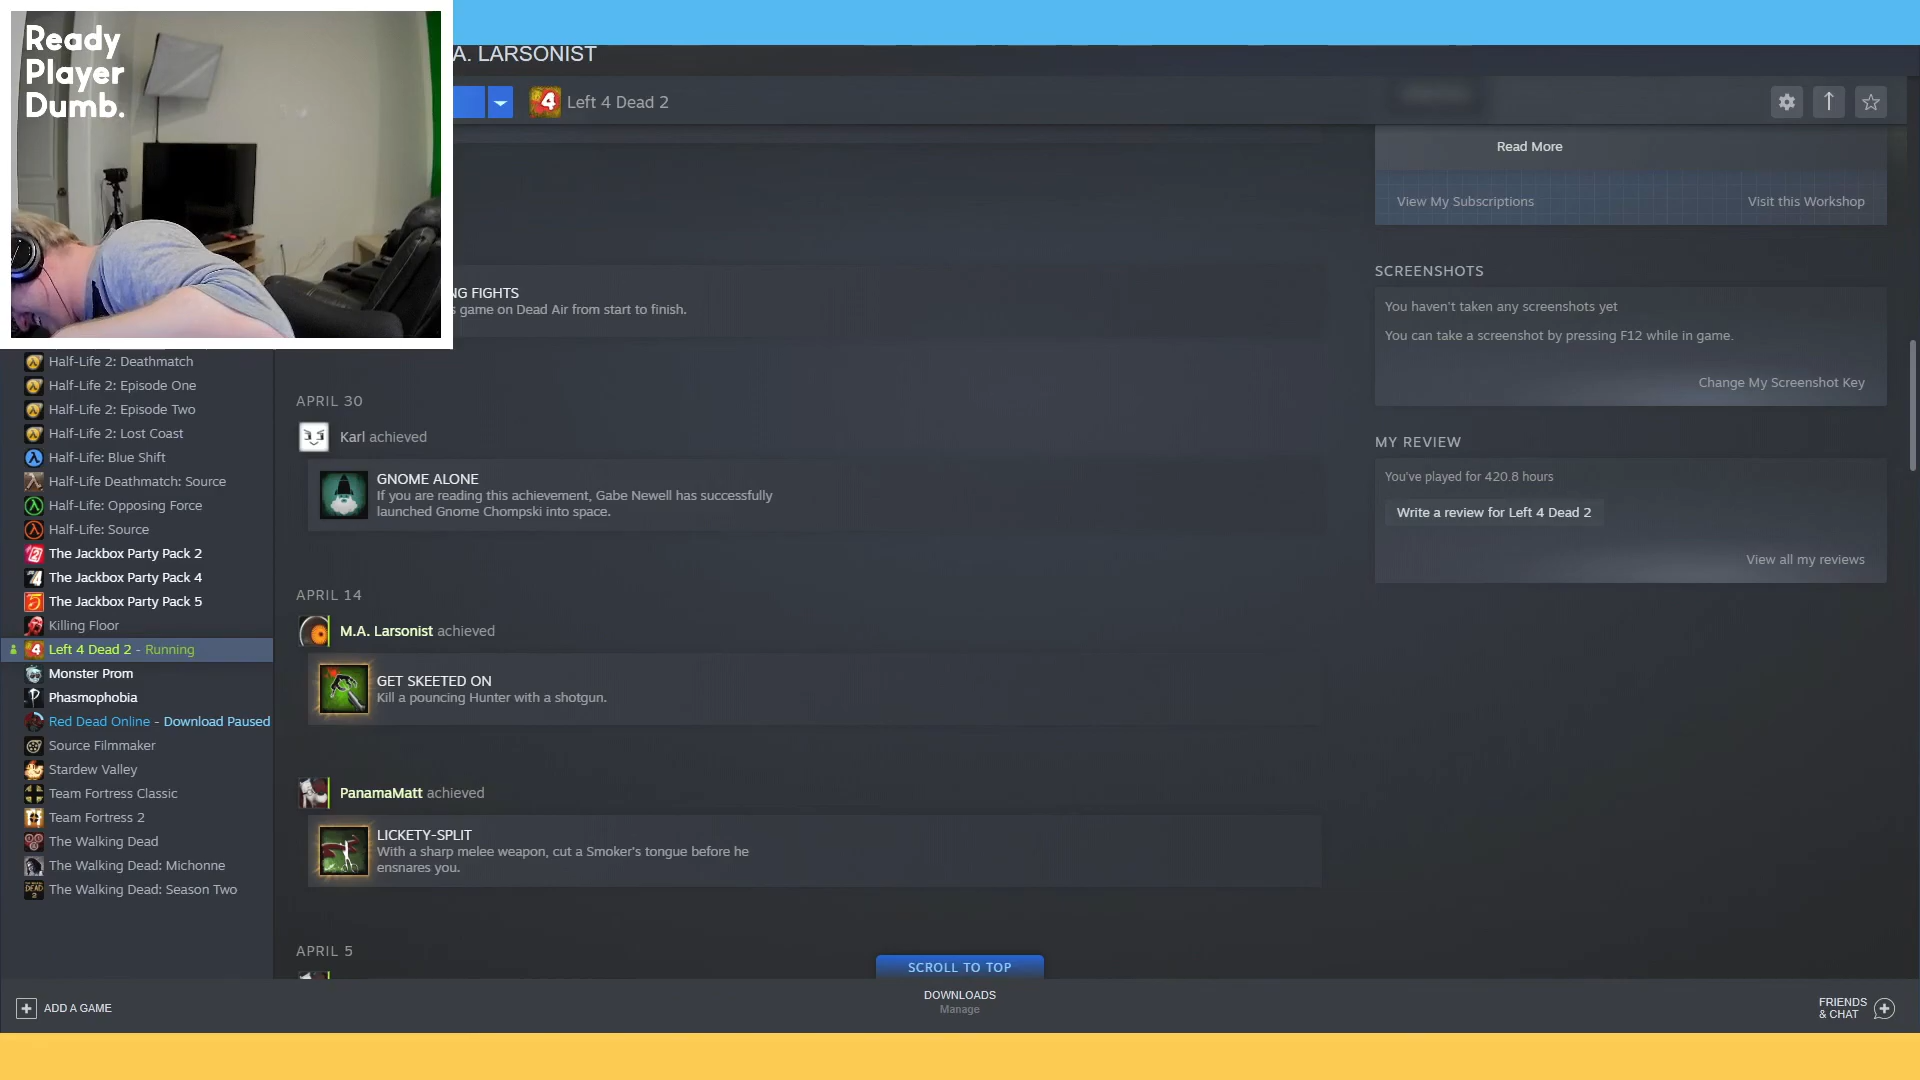 Ready
Player
Dumb.
A. LARSONIST
Left 4 Dead 2
Read More
View My Subscriptions
Visit this Workshop
NG FIGHTS
s game on Dead Air from start to finish.
SCREENSHOTS
You haven't taken any screenshots yet
You can take a screenshot by pressing F12 while in game.
Change My Screenshot Key
MY REVIEW
You've played for 420.8 hours
Write a review for Left 4 Dead 2
View all my reviews
Half-Life 2: Deathmatch
Half-Life 2: Episode One
Half-Life 2: Episode Two
Half-Life 2: Lost Coast
Half-Life: Blue Shift
Half-Life Deathmatch: Source
Half-Life: Opposing Force
Half-Life: Source
The Jackbox Party Pack 2
The Jackbox Party Pack 4
The Jackbox Party Pack 5
Killing Floor
Left 4 Dead 2 - Running
Monster Prom
Phasmophobia
Red Dead Online - Download Paused
Source Filmmaker
Stardew Valley
Team Fortress Classic
Team Fortress 2
The Walking Dead
The Walking Dead: Michonne
The Walking Dead: Season Two
APRIL 30
Karl achieved
GNOME ALONE
If you are reading this achievement, Gabe Newell has successfully
launched Gnome Chompski into space.
APRIL 14
M.A. Larsonist achieved
GET SKEETED ON
Kill a pouncing Hunter with a shotgun.
PanamaMatt achieved
LICKETY-SPLIT
With a sharp melee weapon, cut a Smoker's tongue before he
ensnares you.
APRIL 5
SCROLL TO TOP
ADD A GAME
DOWNLOADS
Manage
FRIENDS
& CHAT